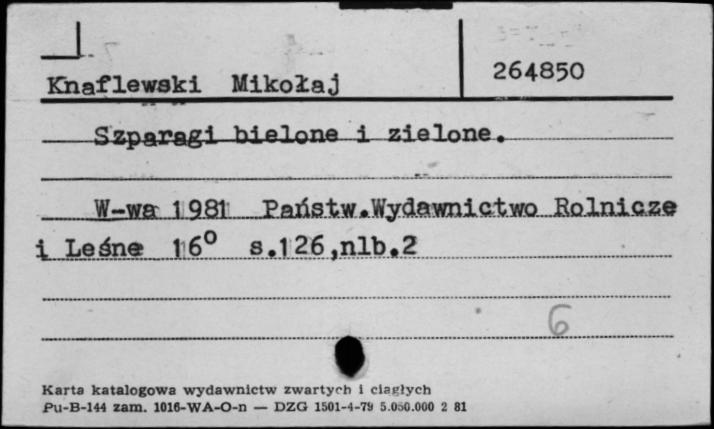 Knaflewski Mikołaj
264850
Szparagi bielone i zielone.
W-wa 1981 Państw.Wydawnictwo Rolnicze
i Leśne 16° s.126,nlb.2
6
Karta katalogowa wydawnictw zwartych i ciągłych
Pu-B-144 zam. 1016-WA-O-n — DZG 1501-4-79 5.050.000 2 81